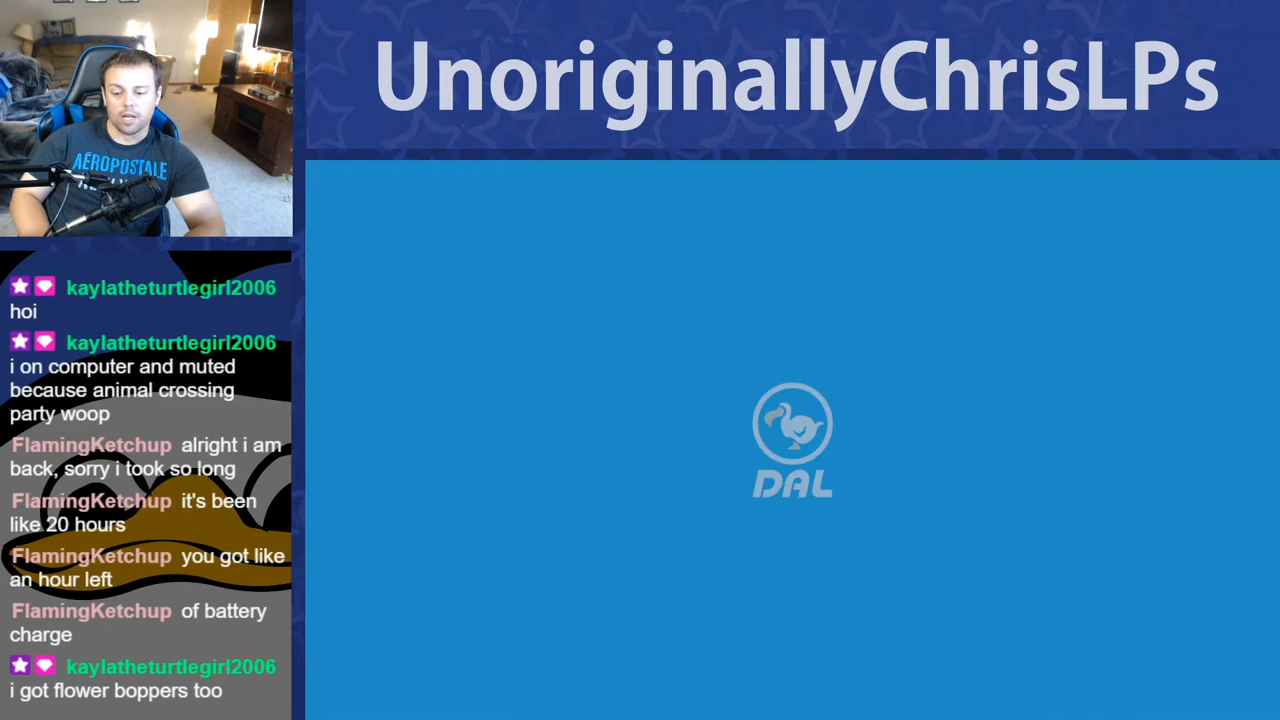 UnoriginallyChrisLPs
AÉROPOSTALE
DAL
kaylatheturtlegirl2006
hoi
kaylatheturtlegirl2006
i on computer and muted
because animal crossing
party woop
FlamingKetchup alright i am
back, sorry i took so long
FlamingKetchup it's been
like 20 hours
FlamingKetchup you got like
an hour left
FlamingKetchup of battery
charge
kaylatheturtlegirl2006
i got flower boppers too